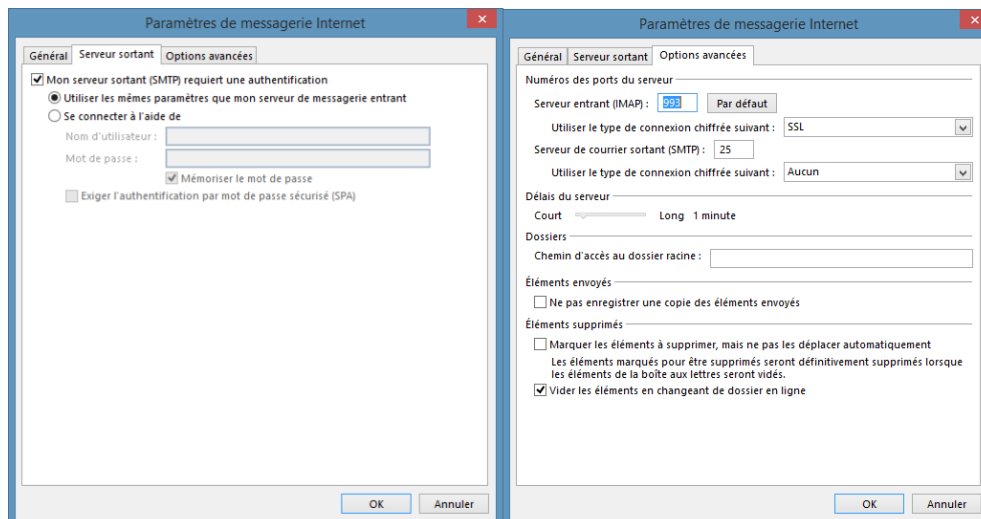 Paramètres de messagerie Internet
Général Serveur sortant Options avancées
Mon serveur sortant (SMTP) requiert une authentification
Utiliser les mêmes paramètres que mon serveur de messagerie entrant
Se connecter à l'aide de
Nom d'utilisateur :
Mot de passe :
Mémoriser le mot de passe
Exiger l'authentification par mot de passe sécurisé (SPA)
OK Annuler
Paramètres de messagerie Internet
Général Serveur sortant Options avancées
Numéros des ports du serveur
Serveur entrant (IMAP) : 993 Par défaut
Utiliser le type de connexion chiffrée suivant : SSL
Serveur de courrier sortant (SMTP) : 25
Utiliser le type de connexion chiffrée suivant : Aucun
Délais du serveur
Court Long 1 minute
Dossiers
Chemin d'accès au dossier racine :
Éléments envoyés
Ne pas enregistrer une copie des éléments envoyés
Éléments supprimés
Marquer les éléments à supprimer, mais ne pas les déplacer automatiquement
Les éléments marqués pour être supprimés seront définitivement supprimés lorsque
les éléments de la boîte aux lettres seront vidés.
Vider les éléments en changeant de dossier en ligne
OK Annuler